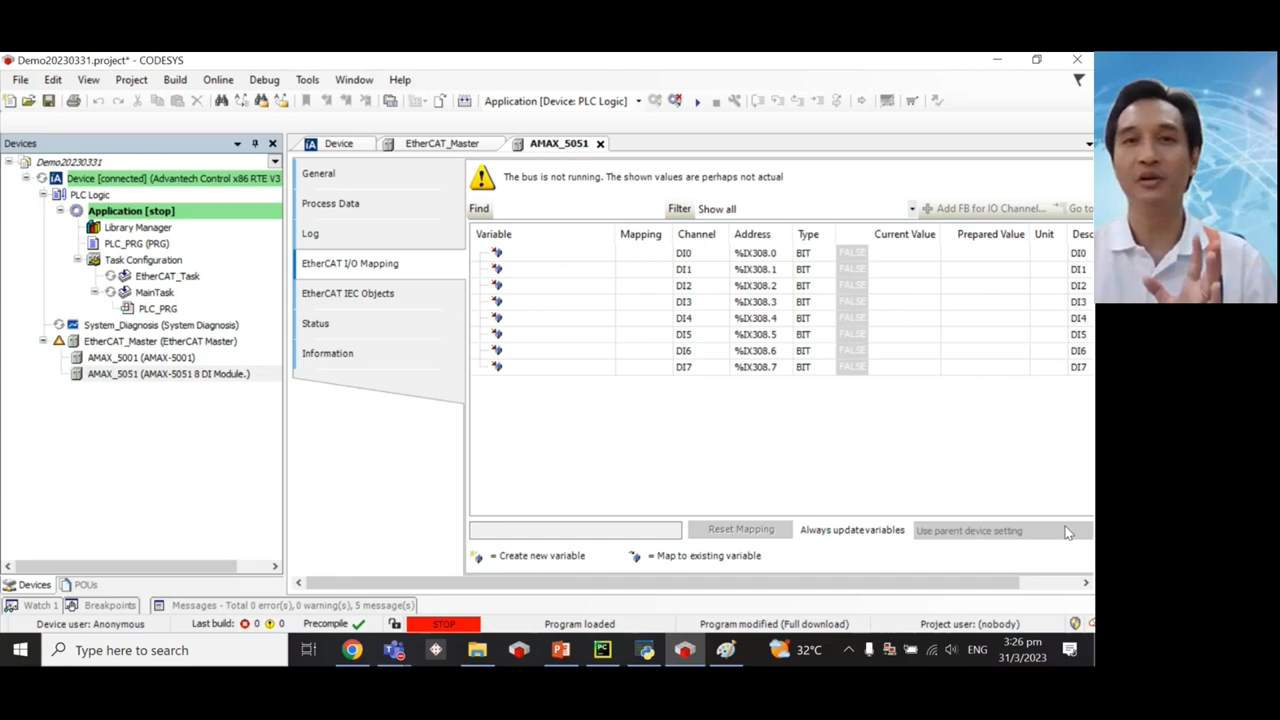 Demo20230331.project* - CODESYS
File Edit View Project Build Online Debug Tools Window Help
Application [Device: PLC Logic]
Devices
Device
EtherCAT_Master
AMAX_5051
Demo20230331
Device [connected] (Advantech Control x86 RTE V3
PLC Logic
Application [stop]
Library Manager
PLC_PRG (PRG)
Task Configuration
EtherCAT_Task
MainTask
PLC_PRG
System_Diagnosis (System Diagnosis)
EtherCAT_Master (EtherCAT Master)
AMAX_5001 (AMAX-5001)
AMAX_5051 (AMAX-5051 8 DI Module.)
General
Process Data
Log
EtherCAT I/O Mapping
EtherCAT IEC Objects
Status
Information
The bus is not running. The shown values are perhaps not actual
Find Filter Show all Add FB for IO Channel... Go to
Variable Mapping Channel Address Type Current Value Prepared Value Unit Desc
DI0 %IX308.0 BIT FALSE DI0
DI1 %IX308.1 BIT FALSE DI1
DI2 %IX308.2 BIT FALSE DI2
DI3 %IX308.3 BIT FALSE DI3
DI4 %IX308.4 BIT FALSE DI4
DI5 %IX308.5 BIT FALSE DI5
DI6 %IX308.6 BIT FALSE DI6
DI7 %IX308.7 BIT FALSE DI7
Reset Mapping Always update variables Use parent device setting
= Create new variable = Map to existing variable
Devices POUs
Watch 1 Breakpoints Messages - Total 0 error(s), 0 warning(s), 5 message(s)
Device user: Anonymous Last build: 0 0 Precompile STOP Program loaded Program modified (Full download) Project user: (nobody)
Type here to search
32°C
ENG
3:26 pm
31/3/2023